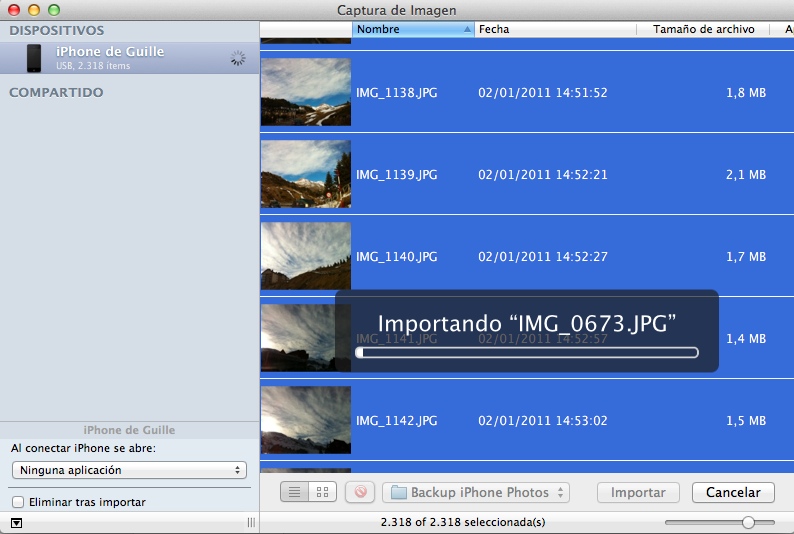 Captura de Imagen
DISPOSITIVOS
iPhone de Guille
USB, 2.318 items
COMPARTIDO
Nombre Fecha Tamaño de archivo
IMG_1138.JPG 02/01/2011 14:51:52 1,8 MB
IMG_1139.JPG 02/01/2011 14:52:21 2,1 MB
IMG_1140.JPG 02/01/2011 14:52:27 1,7 MB
Importando “IMG_0673.JPG”
IMG_1141.JPG 02/01/2011 14:52:57 1,4 MB
IMG_1142.JPG 02/01/2011 14:53:02 1,5 MB
iPhone de Guille
Al conectar iPhone se abre:
Ninguna aplicación
Eliminar tras importar
Backup iPhone Photos Importar Cancelar
2.318 of 2.318 seleccionada(s)